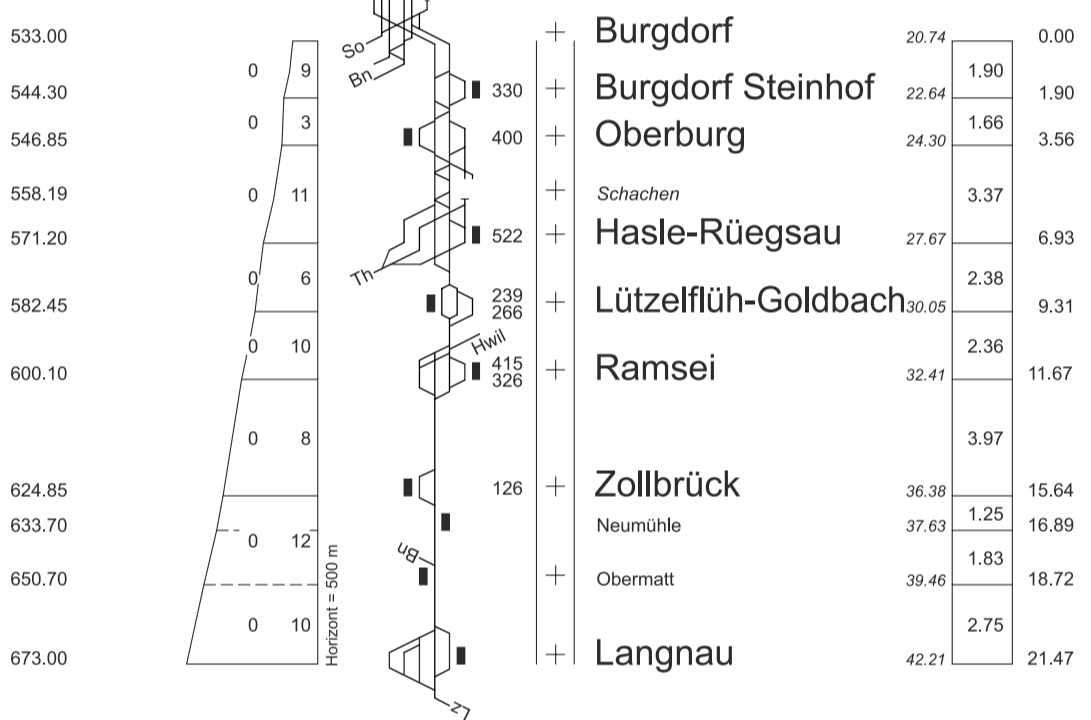 533.00 So + Burgdorf 20.74 0.00
0 9 Bn 1.90
544.30 330 + Burgdorf Steinhof 22.64 1.90
0 3 1.66
546.85 400 + Oberburg 24.30 3.56
558.19 0 11 + Schachen 3.37
571.20 522 + Hasle-Rüegsau 27.67 6.93
0 6 Th 2.38
582.45 239 266 + Lützelflüh-Goldbach 30.05 9.31
0 10 Hwil 2.36
600.10 415 326 + Ramsei 32.41 11.67
0 8 3.97
624.85 126 + Zollbrück 36.38 15.64
1.25
633.70 Neumühle 37.63 16.89
0 12 Bn 1.83
650.70 + Obermatt 39.46 18.72
0 10 2.75
Horizont = 500 m
673.00 + Langnau 42.21 21.47
Lz